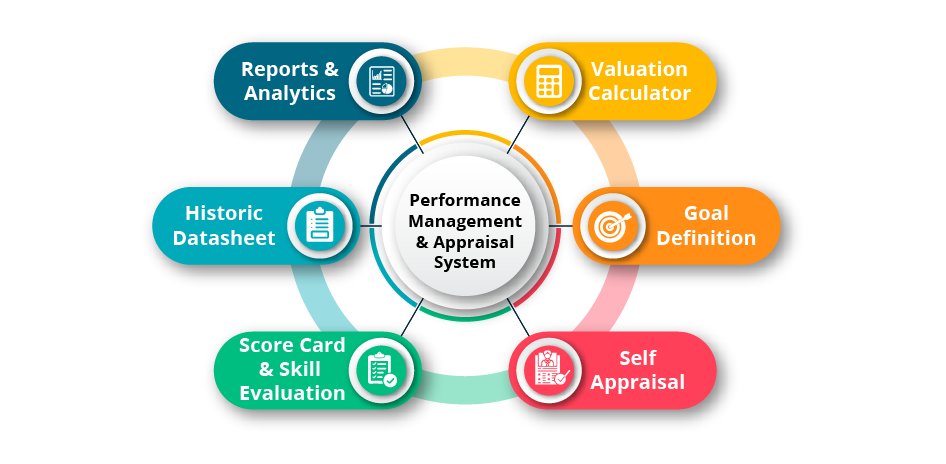 Reports &
Analytics
Valuation
Calculator
Historic
Datasheet
Performance
Management
& Appraisal
System
Goal
Definition
Score Card
& Skill
Evaluation
Self
Appraisal